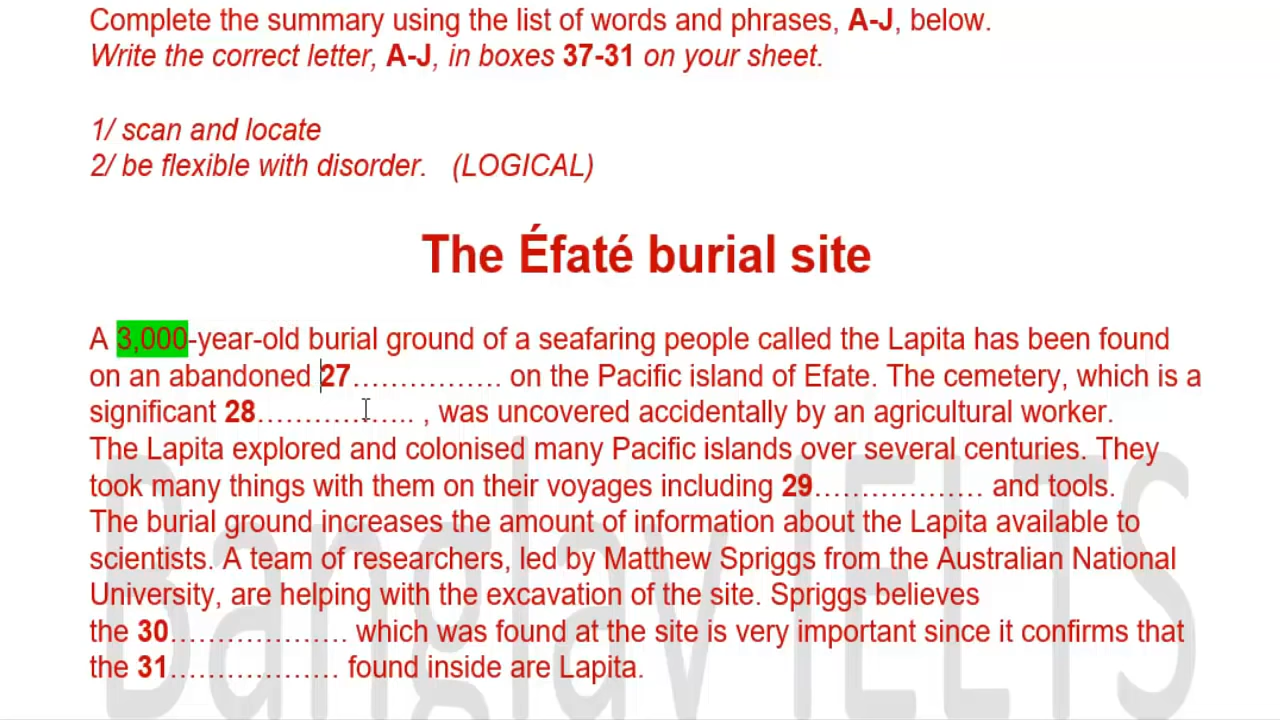 Complete the summary using the list of words and phrases, A-J, below.
Write the correct letter, A-J, in boxes 37-31 on your sheet.
1/ scan and locate
2/ be flexible with disorder. (LOGICAL)
The Éfaté burial site
A 3,000-year-old burial ground of a seafaring people called the Lapita has been found
on an abandoned 27……………. on the Pacific island of Efate. The cemetery, which is a
significant 28…………….. , was uncovered accidentally by an agricultural worker.
The Lapita explored and colonised many Pacific islands over several centuries. They
took many things with them on their voyages including 29……………… and tools.
The burial ground increases the amount of information about the Lapita available to
scientists. A team of researchers, led by Matthew Spriggs from the Australian National
University, are helping with the excavation of the site. Spriggs believes
the 30………………. which was found at the site is very important since it confirms that
the 31……………… found inside are Lapita.
Banglay IELTS